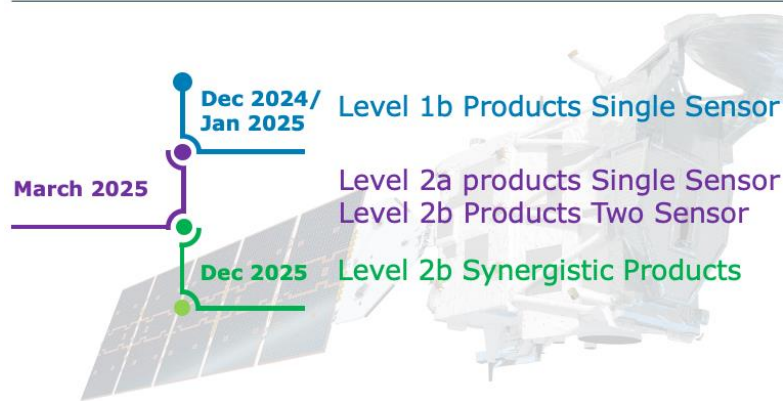 Dec 2024/
Jan 2025
Level 1b Products Single Sensor
March 2025
Level 2a products Single Sensor
Level 2b Products Two Sensor
Dec 2025
Level 2b Synergistic Products